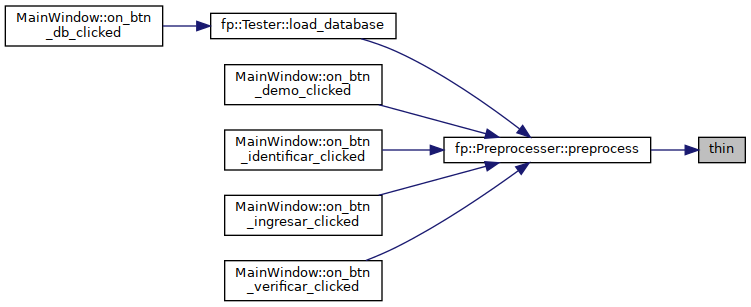 MainWindow::on_btn
_db_clicked
fp::Tester::load_database
MainWindow::on_btn
_demo_clicked
MainWindow::on_btn
_identificar_clicked
fp::Preprocesser::preprocess
thin
MainWindow::on_btn
_ingresar_clicked
MainWindow::on_btn
_verificar_clicked